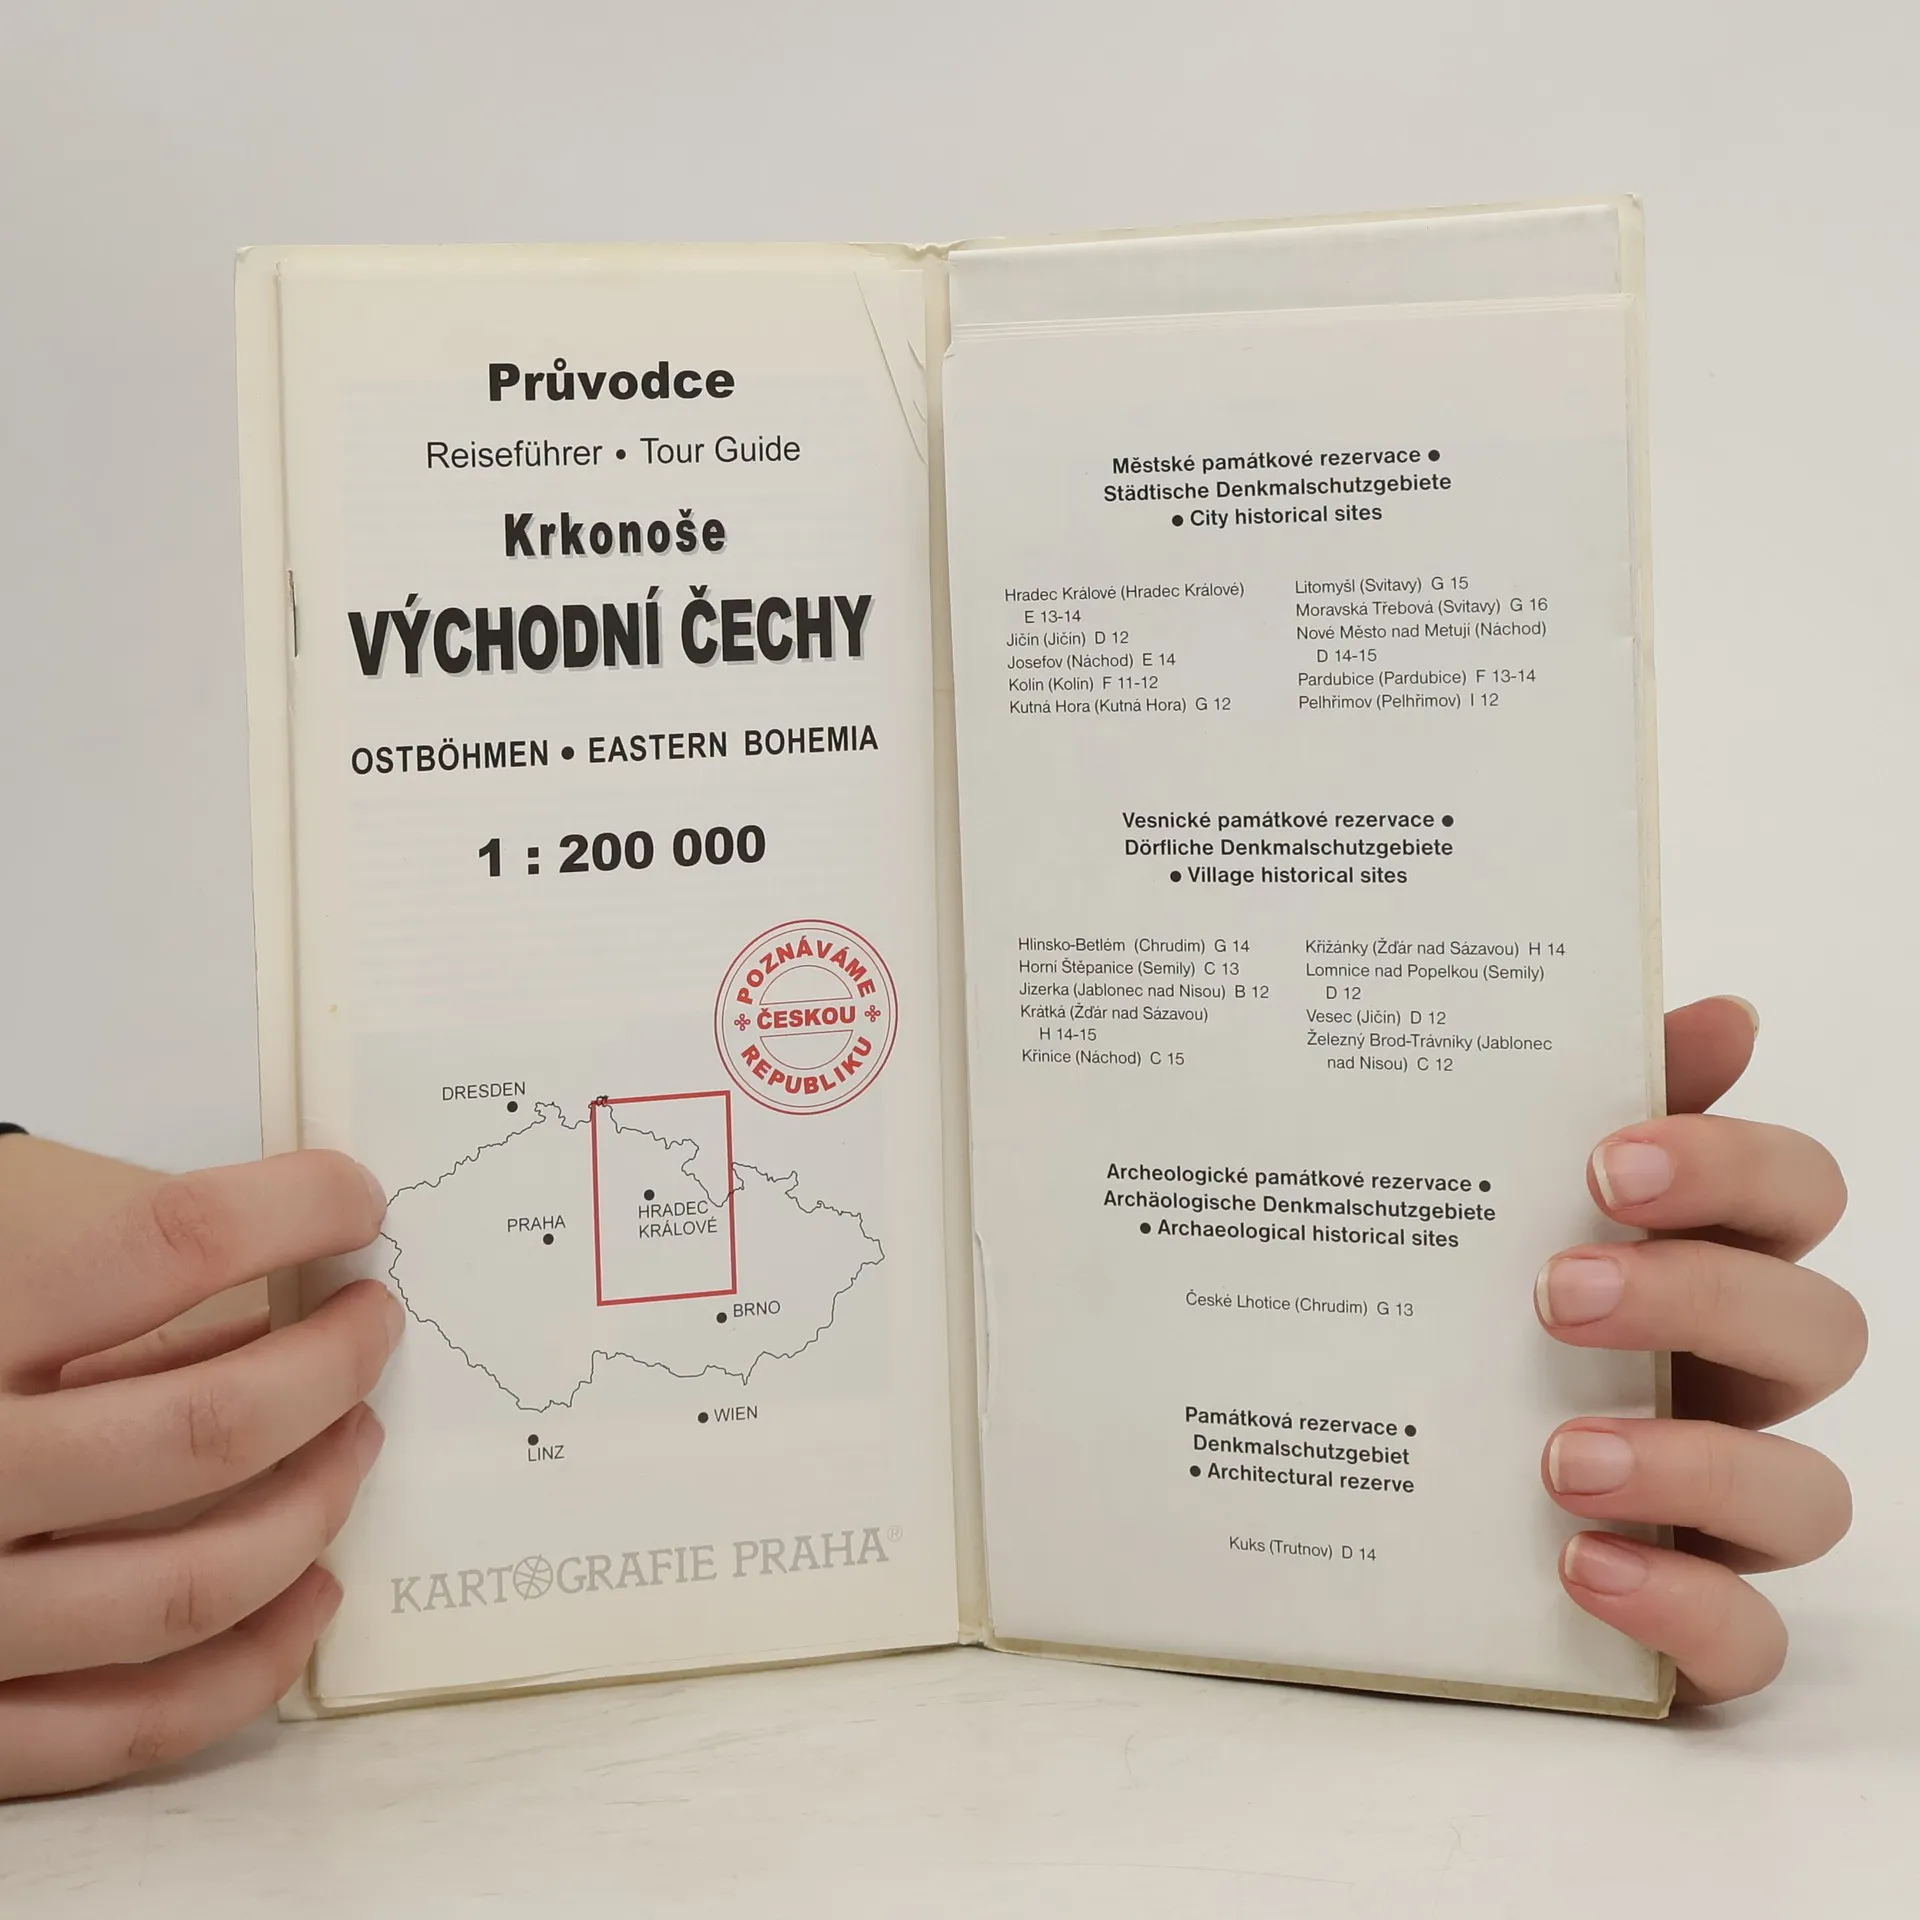 Průvodce
Reiseführer • Tour Guide
Krkonoše
VÝCHODNÍ ČECHY
OSTBÖHMEN • EASTERN BOHEMIA
1 : 200 000
POZNÁVÁME
ČESKOU
REPUBLIKU
DRESDEN
PRAHA
HRADEC
KRÁLOVÉ
BRNO
WIEN
LINZ
KARTOGRAFIE PRAHA®
Městské památkové rezervace ●
Städtische Denkmalschutzgebiete
● City historical sites
Hradec Králové (Hradec Králové)
E 13-14
Jičín (Jičín) D 12
Josefov (Náchod) E 14
Kolín (Kolín) F 11-12
Kutná Hora (Kutná Hora) G 12
Litomyšl (Svitavy) G 15
Moravská Třebová (Svitavy) G 16
Nové Město nad Metují (Náchod)
D 14-15
Pardubice (Pardubice) F 13-14
Pelhřimov (Pelhřimov) I 12
Vesnické památkové rezervace ●
Dörfliche Denkmalschutzgebiete
● Village historical sites
Hlinsko-Betlém (Chrudim) G 14
Horní Štěpanice (Semily) C 13
Jizerka (Jablonec nad Nisou) B 12
Krátká (Žďár nad Sázavou)
H 14-15
Křinice (Náchod) C 15
Křižánky (Žďár nad Sázavou) H 14
Lomnice nad Popelkou (Semily)
D 12
Vesec (Jičín) D 12
Železný Brod-Trávníky (Jablonec
nad Nisou) C 12
Archeologické památkové rezervace ●
Archäologische Denkmalschutzgebiete
● Archaeological historical sites
České Lhotice (Chrudim) G 13
Památková rezervace ●
Denkmalschutzgebiet
● Architectural rezerve
Kuks (Trutnov) D 14